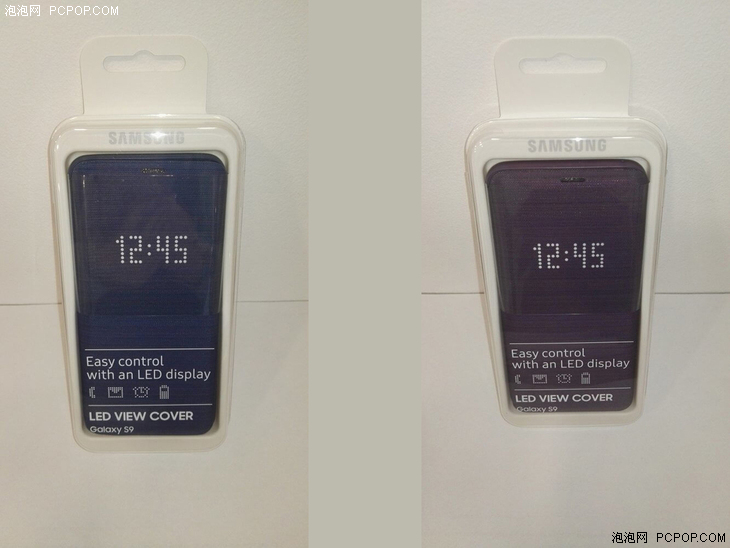 泡泡网 PCPOP.COM
SAMSUNG
12:45
Easy control
with an LED display
LED VIEW COVER
Galaxy S9
SAMSUNG
12:45
Easy control
with an LED display
LED VIEW COVER
Galaxy S9
泡泡网 PCPOP.COM